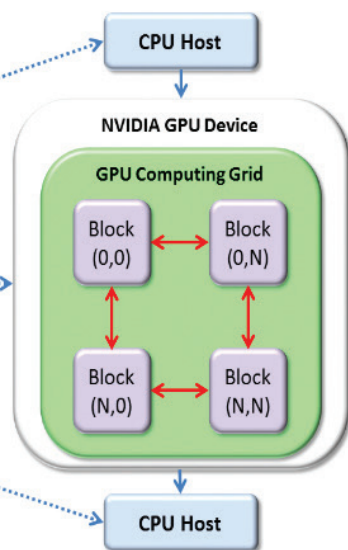 CPU Host
NVIDIA GPU Device
GPU Computing Grid
Block
(0,0)
Block
(0,N)
Block
(N,0)
Block
(N,N)
CPU Host